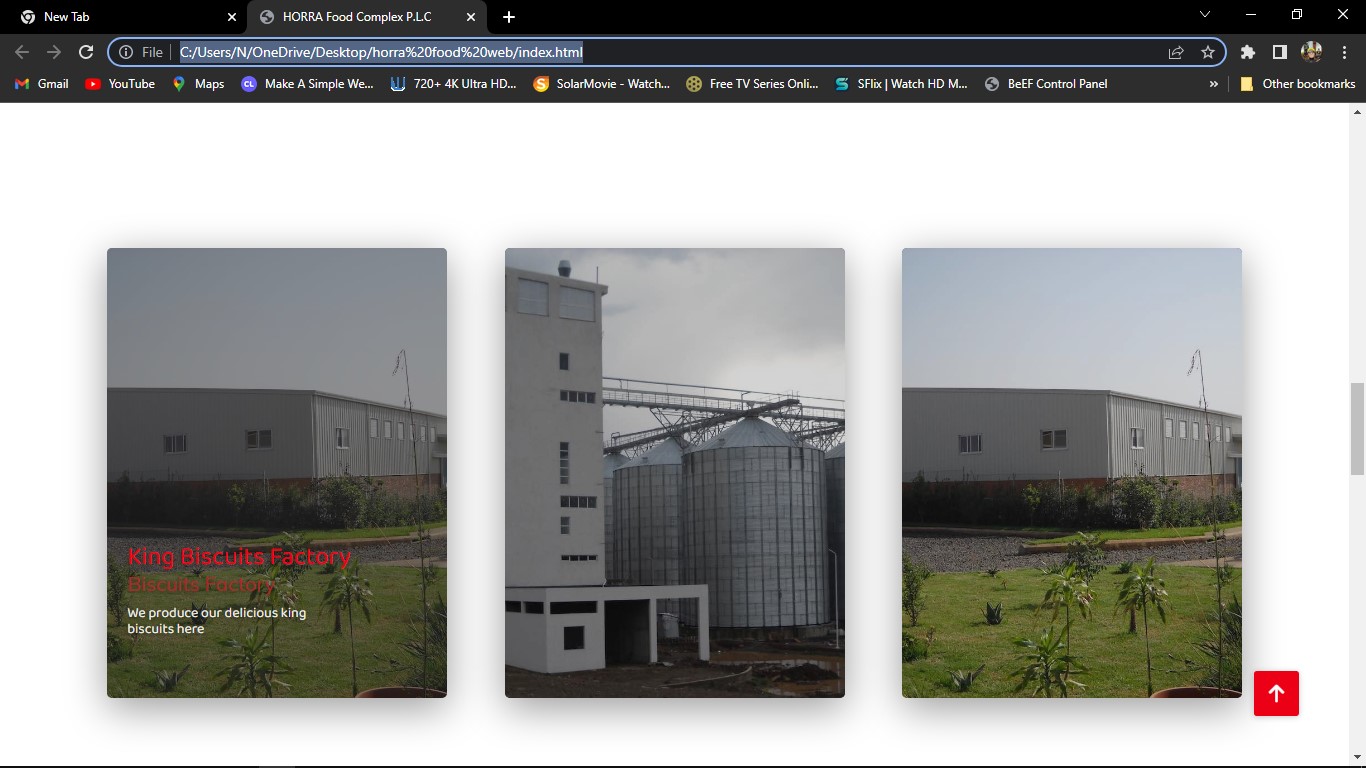 New Tab
HORRA Food Complex P.L.C
File
C:/Users/N/OneDrive/Desktop/horra%20food%20web/index.html
Gmail
YouTube
Maps
CL
Make A Simple We...
720+ 4K Ultra HD...
SolarMovie - Watch...
Free TV Series Onli...
SFlix | Watch HD M...
BeEF Control Panel
»
Other bookmarks
King Biscuits Factory
Biscuits Factory
We produce our delicious king
biscuits here